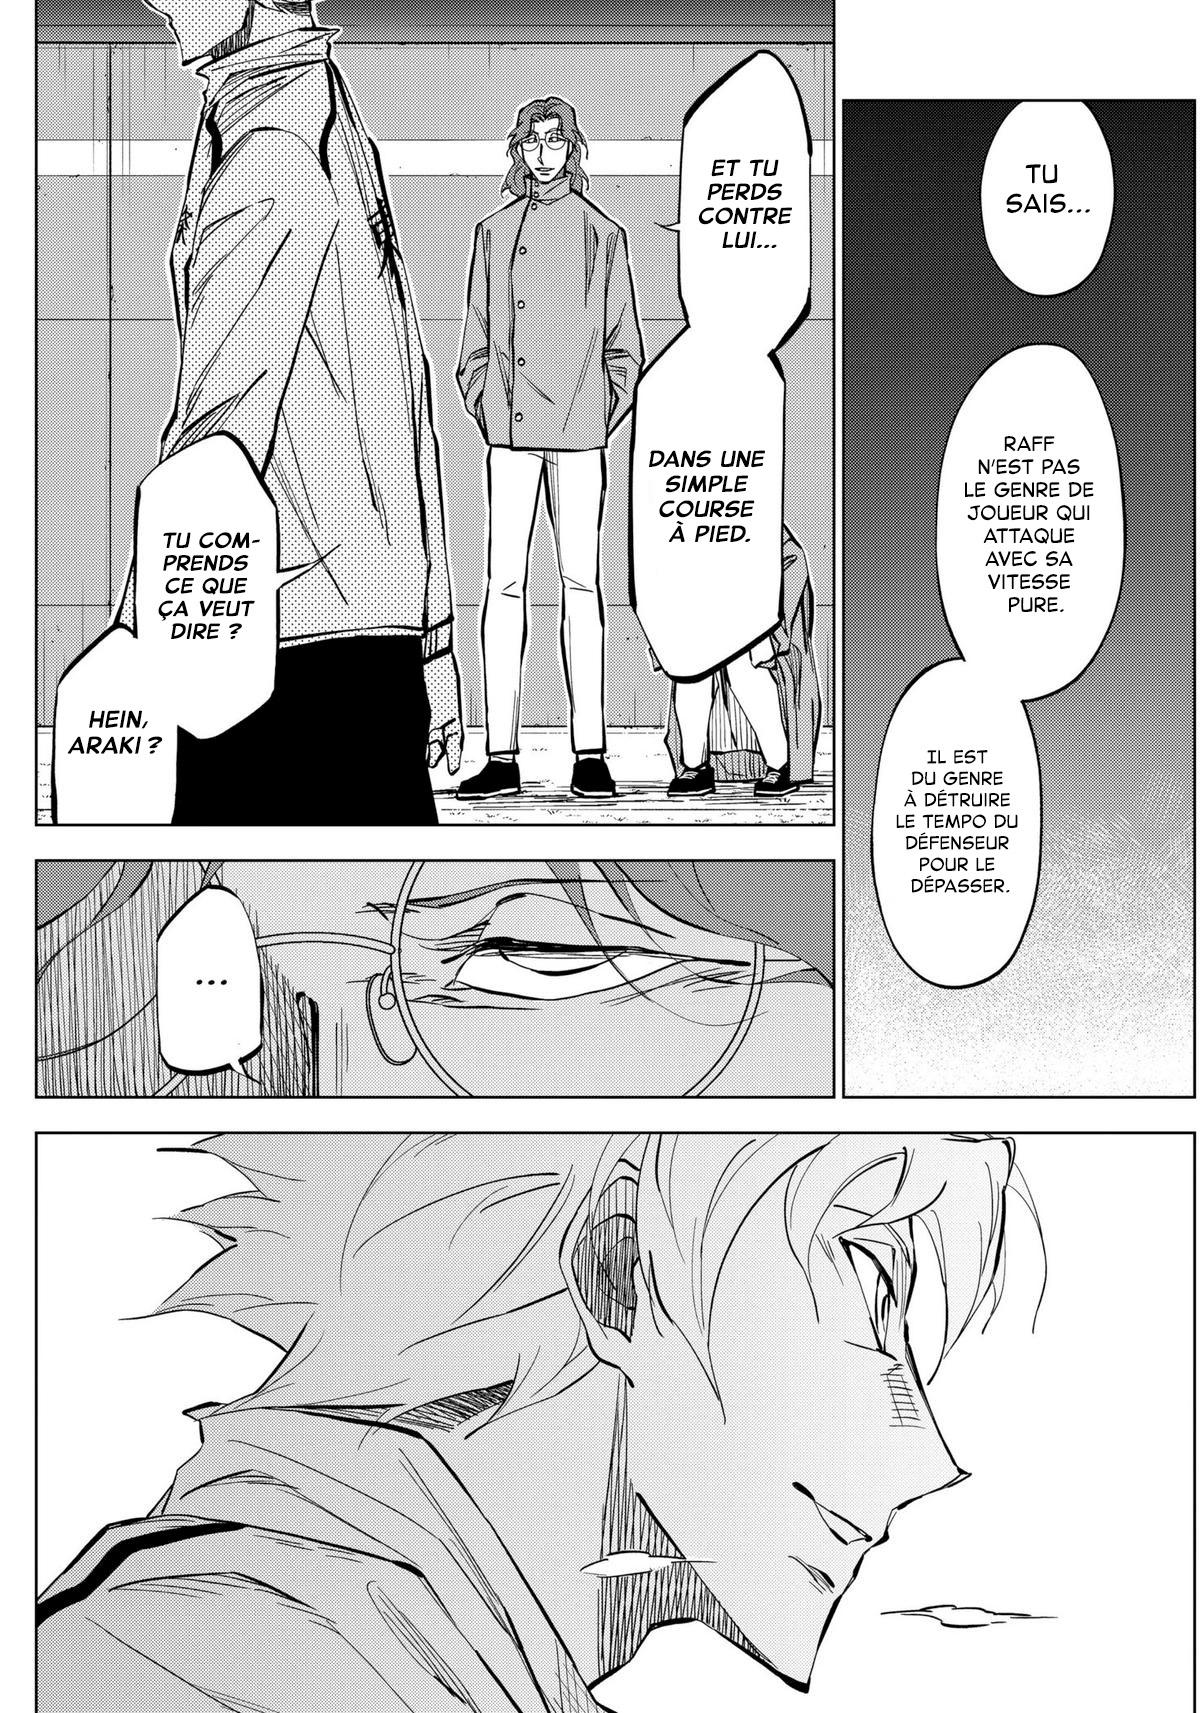 TU
SAIS...
RAFF
N'EST PAS
LE GENRE DE
JOUEUR QUI
ATTAQUE
AVEC SA
VITESSE
PURE.
IL EST
DU GENRE
À DÉTRUIRE
LE TEMPO DU
DÉFENSEUR
POUR LE
DÉPASSER.
ET TU
PERDS
CONTRE
LUI...
DANS UNE
SIMPLE
COURSE
À PIED.
TU COM-
PRENDS
CE QUE
ÇA VEUT
DIRE ?
HEIN,
ARAKI ?
...